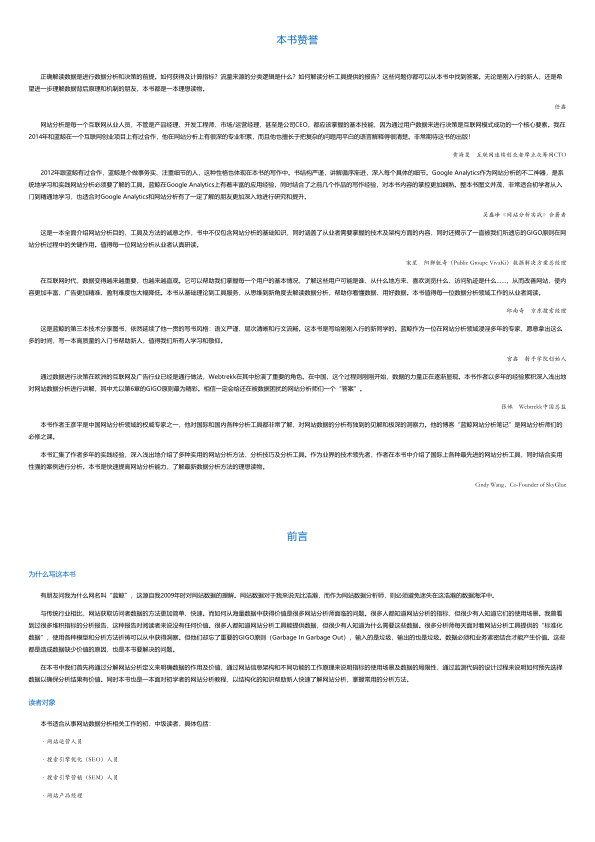 本书赞誉
正确解读数据是进行数据分析和决策的前提。如何获得及计算指标？流量来源的分类逻辑是什么？如何解读分析工具提供的报告？这些问题你都可以从本书中找到答案。无论是刚入行的新人，还是希
望进一步理解数据背后原理和机制的朋友，本书都是一本理想读物。
任鑫
网站分析是每一个互联网从业人员，不管是产品经理、开发工程师、市场/运营经理，甚至是公司CEO，都应该掌握的基本技能，因为通过用户数据来进行决策是互联网模式成功的一个核心要素。我在
2014年和蓝鲸在一个互联网创业项目上有过合作，他在网站分析上有很深的专业积累，而且他也擅长于把复杂的问题用平白的语言解释得很清楚。非常期待这书的出版！
黄海旻 互联网连续创业者摩主众筹网CTO
2012年跟蓝鲸有过合作，蓝鲸是个做事务实，注重细节的人，这种性格也体现在本书的写作中。书结构严谨，讲解循序渐进，深入每个具体的细节。Google Analytics作为网站分析的不二神器，是系
统地学习和实践网站分析必须要了解的工具。蓝鲸在Google Analytics上有着丰富的应用经验，同时结合了之前几个作品的写作经验，对本书内容的掌控更加娴熟。整本书图文并茂，非常适合初学者从入
门到精通地学习，也适合对Google Analytics和网站分析有了一定了解的朋友更加深入地进行研究和提升。
吴盛峰《网站分析实战》合著者
这是一本全面介绍网站分析目的、工具及方法的诚意之作，书中不仅包含网站分析的基础知识，同时涵盖了从业者需要掌握的技术及架构方面的内容，同时还揭示了一直被我们所遗忘的GIGO原则在网
站分析过程中的关键作用。值得每一位网站分析从业者认真研读。
宋星 阳狮锐奇（Public Groupe VivaKi）数据解决方案总经理
在互联网时代，数据变得越来越重要，也越来越直观。它可以帮助我们掌握每一个用户的基本情况，了解这些用户可能是谁，从什么地方来，喜欢浏览什么，访问轨迹是什么……，从而改善网站，使内
容更加丰富，广告更加精准，盈利难度也大幅降低。本书从基础理论到工具服务，从思维到新角度去解读数据分析，帮助你看懂数据，用好数据。本书值得每一位数据分析领域工作的从业者阅读。
邱南奇 京东搜索经理
这是蓝鲸的第三本技术分享图书，依然延续了他一贯的写书风格：语义严谨，层次清晰和行文流畅。这本书是写给刚刚入行的新同学的。蓝鲸作为一位在网站分析领域浸淫多年的专家，愿意拿出这么
多的时间，写一本高质量的入门书帮助新人，值得我们所有人学习和敬仰。
宫鑫 射手学院创始人
通过数据进行决策在欧洲的互联网及广告行业已经是通行做法，Webtrekk在其中扮演了重要的角色。在中国，这个过程则刚刚开始，数据的力量正在逐渐显现。本书作者以多年的经验累积深入浅出地
对网站数据分析进行讲解，其中尤以第6章的GIGO原则最为精彩，相信一定会给还在被数据困扰的网站分析师们一个“答案”。
张姝 Webtrekk中国总监
本书作者王彦平是中国网站分析领域的权威专家之一，他对国际和国内各种分析工具都非常了解，对网站数据的分析有独到的见解和极深的洞察力。他的博客“蓝鲸网站分析笔记”是网站分析师们的
必修之课。
本书汇集了作者多年的实践经验，深入浅出地介绍了多种实用的网站分析方法，分析技巧及分析工具。作为业界的技术领先者，作者在本书中介绍了国际上各种最先进的网站分析工具，同时结合实用
性强的案例进行分析。本书是快速提高网站分析能力，了解最新数据分析方法的理想读物。
Cindy Wang，Co-Founder of SkyGlue
前言
为什么写这本书
有朋友问我为什么网名叫“蓝鲸”，这源自我2009年时对网站数据的理解。网站数据对于我来说无比浩瀚，而作为网站数据分析师，则必须避免迷失在这浩瀚的数据海洋中。
与传统行业相比，网站获取访问者数据的方法更加简单，快速。而如何从海量数据中获得价值是很多网站分析师面临的问题。很多人都知道网站分析的指标，但很少有人知道它们的使用场景。我曾看
到过很多堆积指标的分析报告，这种报告对阅读者来说没有任何价值。很多人都知道网站分析工具能提供数据，但很少有人知道为什么需要这些数据。很多分析师每天面对着网站分析工具提供的“标准化
数据”，使用各种模型和分析方法祈祷可以从中获得洞察。但他们却忘了重要的GIGO原则（Garbage In Garbage Out），输入的是垃圾，输出的也是垃圾。数据必须和业务紧密结合才能产生价值。这些
都是造成数据缺少价值的原因，也是本书要解决的问题。
在本书中我们首先将通过分解网站分析定义来明确数据的作用及价值，通过网站信息架构和不同功能的工作原理来说明指标的使用场景及数据的局限性，通过监测代码的设计过程来说明如何预先选择
数据以确保分析结果有价值。同时本书也是一本面对初学者的网站分析教程，以结构化的知识帮助新人快速了解网站分析，掌握常用的分析方法。
读者对象
本书适合从事网站数据分析相关工作的初、中级读者，具体包括：
· 网站运营人员
· 搜索引擎优化（SEO）人员
· 搜索引擎营销（SEM）人员
· 网站产品经理